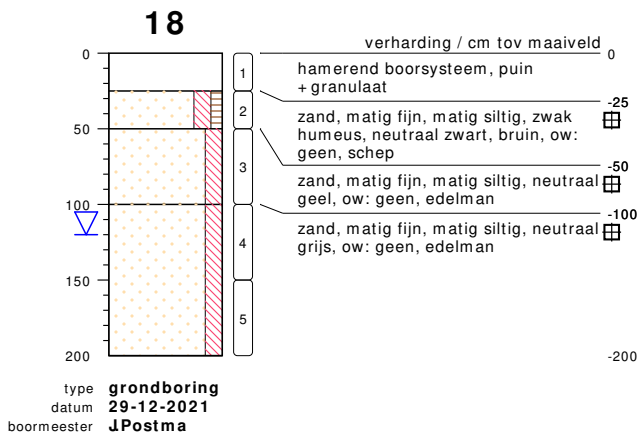 18
verharding / cm tov maaiveld
0
0
1
hamerend boorsysteem, puin
+ granulaat
-25
2
zand, matig fijn, matig siltig, zwak
humeus, neutraal zwart, bruin, ow:
geen, schep
50
-50
3
zand, matig fijn, matig siltig, neutraal
geel, ow: geen, edelman
100
-100
4
zand, matig fijn, matig siltig, neutraal
grijs, ow: geen, edelman
150
5
200
-200
type grondboring
datum 29-12-2021
boormeester J.Postma